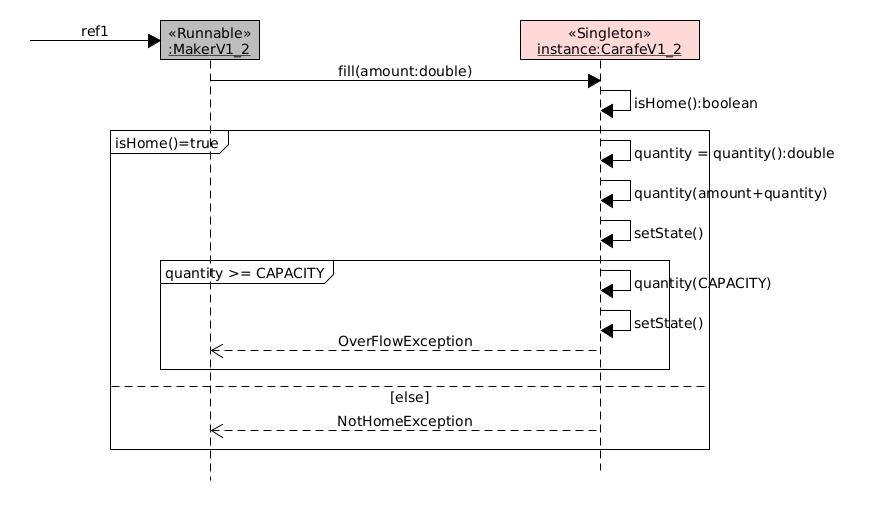 ref1
«Runnable»
:MakerV1_2
«Singleton»
instance:CarafeV1_2
fill(amount:double)
isHome():boolean
isHome()=true
quantity = quantity():double
quantity(amount+quantity)
setState()
quantity >= CAPACITY
quantity(CAPACITY)
setState()
OverFlowException
[else]
NotHomeException